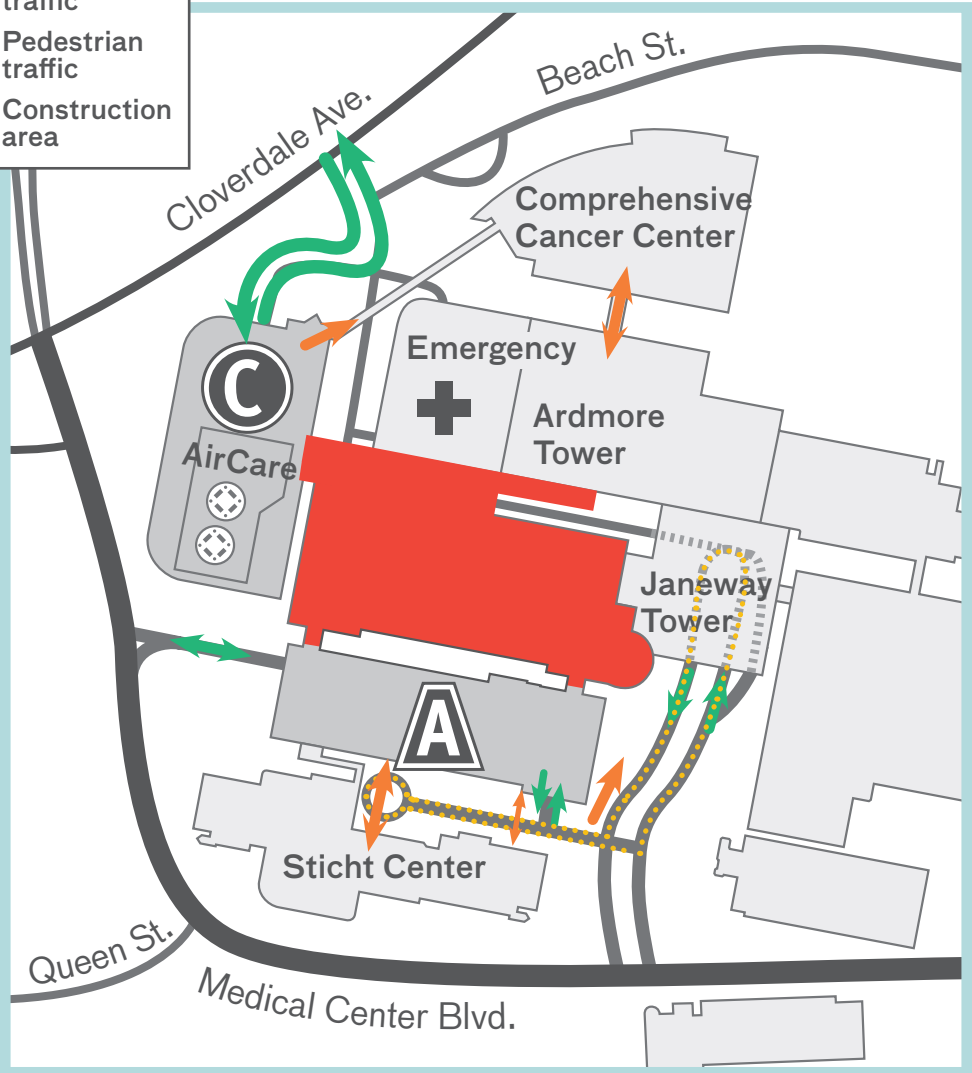 traffic
Pedestrian
traffic
Construction
area
Cloverdale Ave.
Beach St.
Comprehensive
Cancer Center
Emergency
C
Ardmore
Tower
AirCare
Janeway
Tower
A
Sticht Center
Queen St.
Medical Center Blvd.